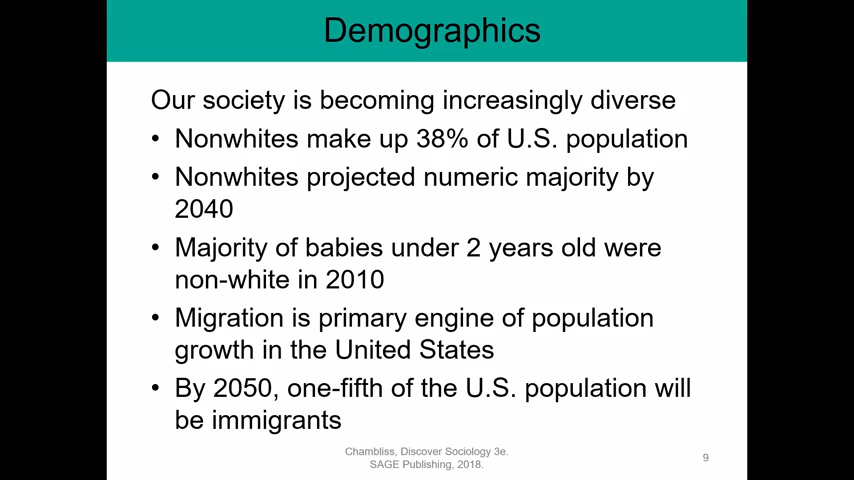 Demographics
Our society is becoming increasingly diverse
• Nonwhites make up 38% of U.S. population
• Nonwhites projected numeric majority by
2040
• Majority of babies under 2 years old were
non-white in 2010
• Migration is primary engine of population
growth in the United States
• By 2050, one-fifth of the U.S. population will
be immigrants
Chambliss, Discover Sociology 3e.
SAGE Publishing, 2018.
9